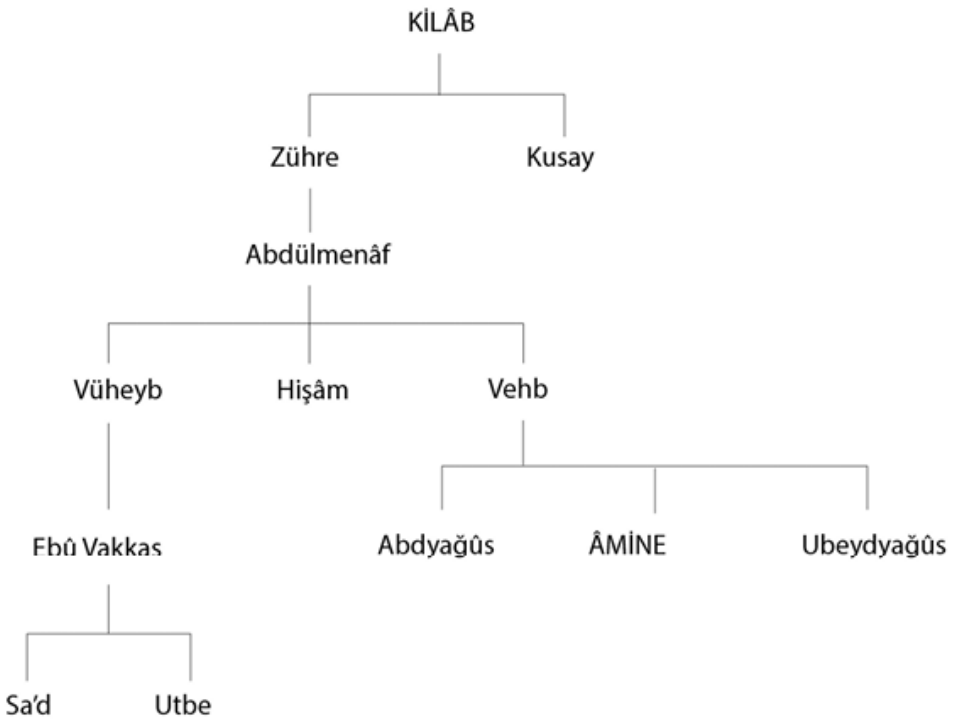 KİLÂB
Zühre Kusay
Abdülmenâf
Vüheyb Hişâm Vehb
Ebû Vakkas Abdyağûs ÂMİNE Ubeydyağûs
Sa'd Utbe